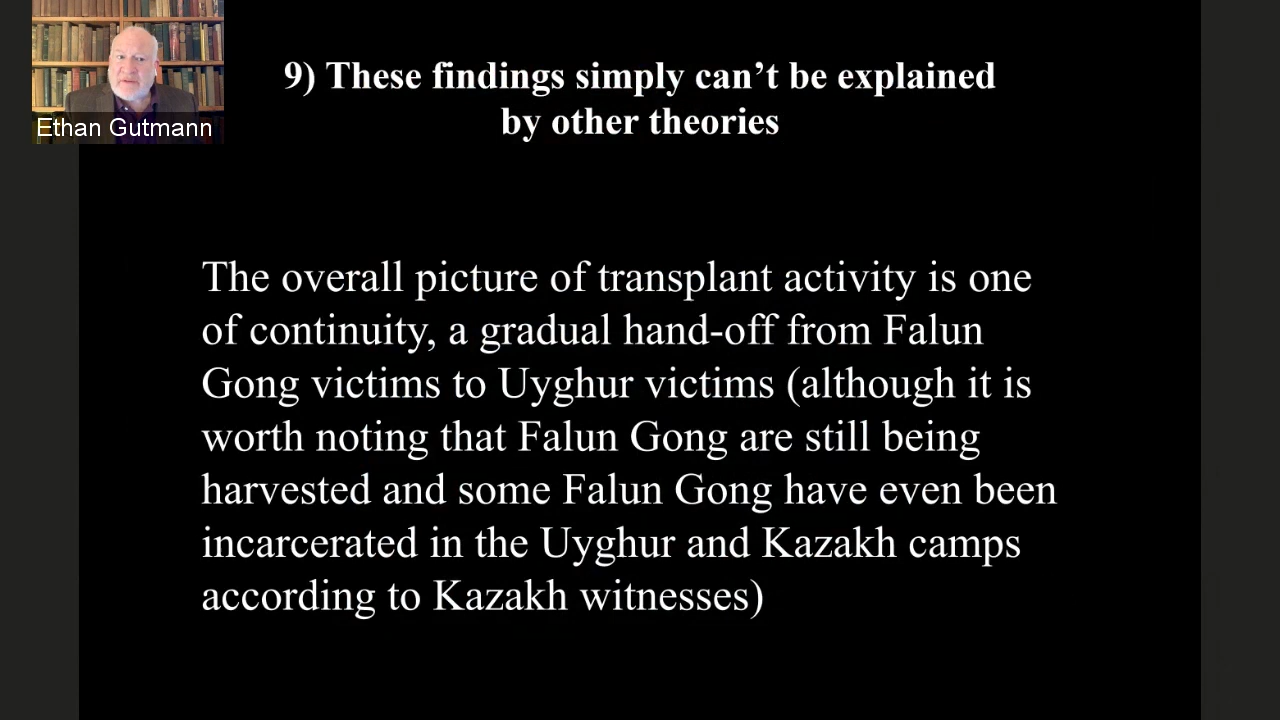 Ethan Gutmann
9) These findings simply can’t be explained
by other theories
The overall picture of transplant activity is one
of continuity, a gradual hand-off from Falun
Gong victims to Uyghur victims (although it is
worth noting that Falun Gong are still being
harvested and some Falun Gong have even been
incarcerated in the Uyghur and Kazakh camps
according to Kazakh witnesses)